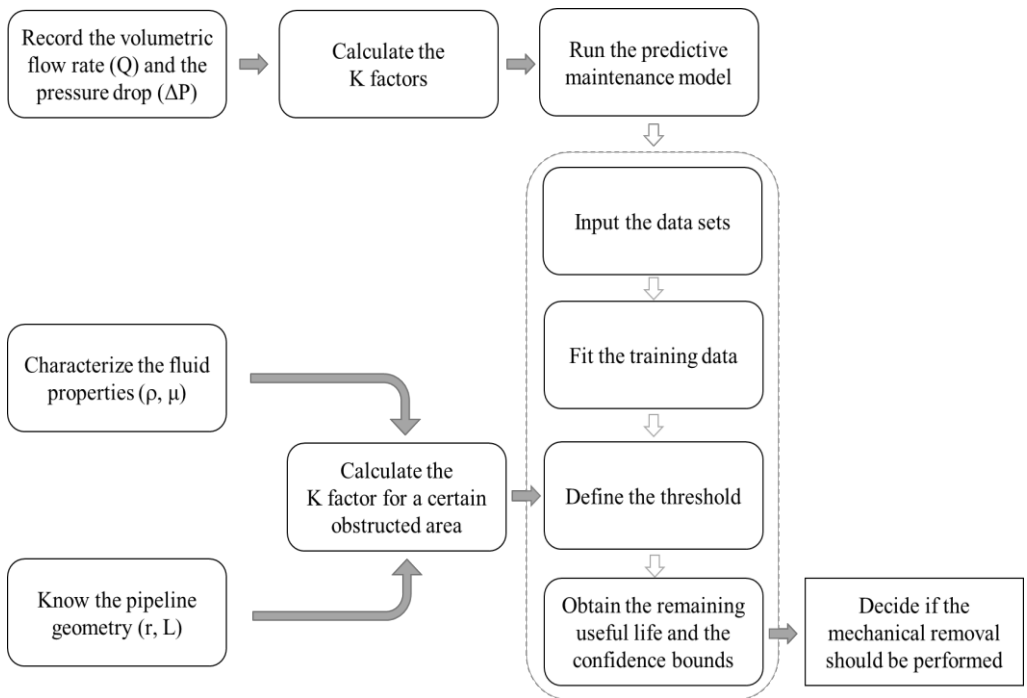 Record the volumetric
flow rate (Q) and the
pressure drop (ΔP)
Calculate the
K factors
Run the predictive
maintenance model
Input the data sets
Fit the training data
Characterize the fluid
properties (ρ, μ)
Calculate the
K factor for a certain
obstructed area
Define the threshold
Know the pipeline
geometry (r, L)
Obtain the remaining
useful life and the
confidence bounds
Decide if the
mechanical removal
should be performed